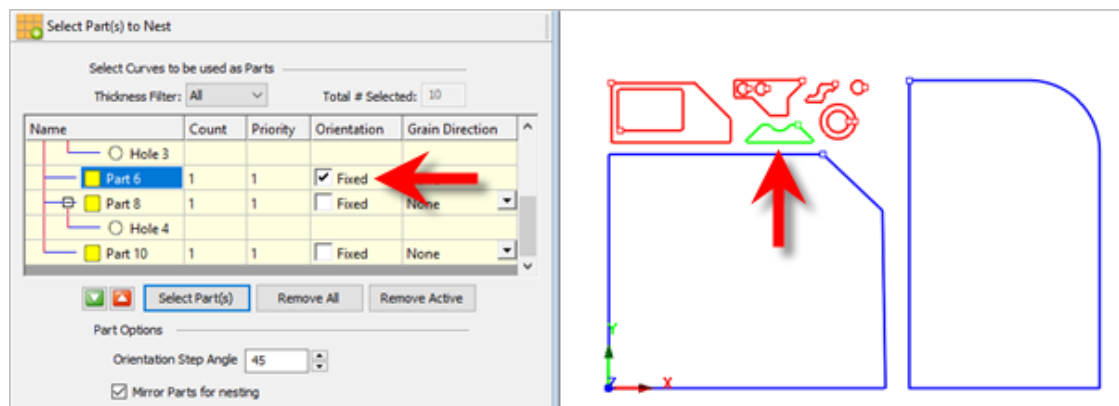 Select Part(s) to Nest
Select Curves to be used as Parts
Thickness Filter: All Total # Selected: 10
Name Count Priority Orientation Grain Direction
Hole 3
Part 6 1 1 Fixed
Part 8 1 1 Fixed None
Hole 4
Part 10 1 1 Fixed None
Select Part(s) Remove All Remove Active
Part Options
Orientation Step Angle 45
Mirror Parts for nesting
Y
Z X